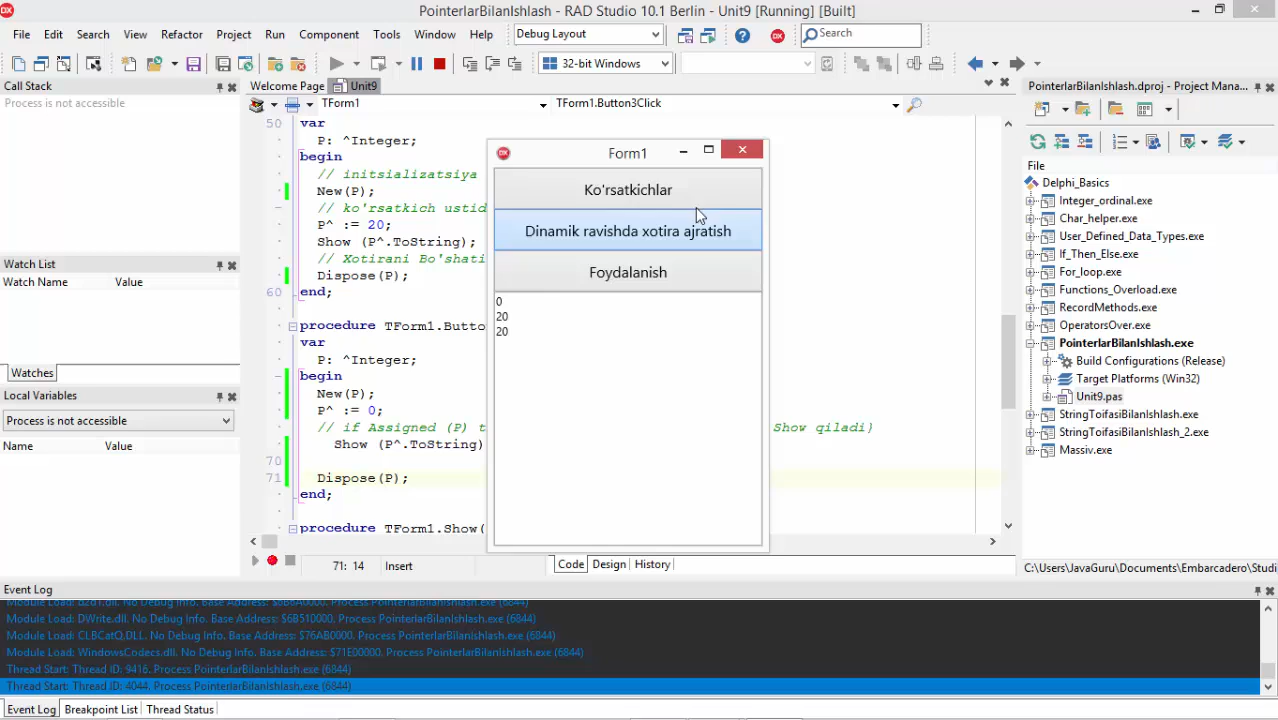 PointerlarBilanIshlash - RAD Studio 10.1 Berlin - Unit9 [Running] [Built]
File Edit Search View Refactor Project Run Component Tools Window Help
Debug Layout
Search
32-bit Windows
Call Stack
Process is not accessible
Watch List
Watch Name Value
Watches
Local Variables
Process is not accessible
Name Value
Welcome Page Unit9
TForm1 TForm1.Button3Click
50 var
P: ^Integer;
begin
// initsializatsiya
New(P);
// ko'rsatkich ustid
P^ := 20;
Show (P^.ToString);
// Xotirani Bo'shati
Dispose(P);
60 end;
procedure TForm1.Butto
var
P: ^Integer;
begin
New(P);
P^ := 0;
// if Assigned (P) t Show qiladi}
Show (P^.ToString)
70
71 Dispose(P);
end;
procedure TForm1.Show(
71: 14 Insert
Code Design History
Form1
Ko'rsatkichlar
Dinamik ravishda xotira ajratish
Foydalanish
0
20
20
PointerlarBilanIshlash.dproj - Project Mana...
File
Delphi_Basics
Integer_ordinal.exe
Char_helper.exe
User_Defined_Data_Types.exe
If_Then_Else.exe
For_loop.exe
Functions_Overload.exe
RecordMethods.exe
OperatorsOver.exe
PointerlarBilanIshlash.exe
Build Configurations (Release)
Target Platforms (Win32)
Unit9.pas
StringToifasiBilanIshlash.exe
StringToifasiBilanIshlash_2.exe
Massiv.exe
C:\Users\JavaGuru\Documents\Embarcadero\Studi
Event Log
Module Load: DWrite.dll. No Debug Info. Base Address: $6B510000. Process PointerlarBilanIshlash.exe (6844)
Module Load: CLBCatQ.DLL. No Debug Info. Base Address: $76AB0000. Process PointerlarBilanIshlash.exe (6844)
Module Load: WindowsCodecs.dll. No Debug Info. Base Address: $71E00000. Process PointerlarBilanIshlash.exe (6844)
Thread Start: Thread ID: 9416. Process PointerlarBilanIshlash.exe (6844)
Thread Start: Thread ID: 4044. Process PointerlarBilanIshlash.exe (6844)
Event Log Breakpoint List Thread Status